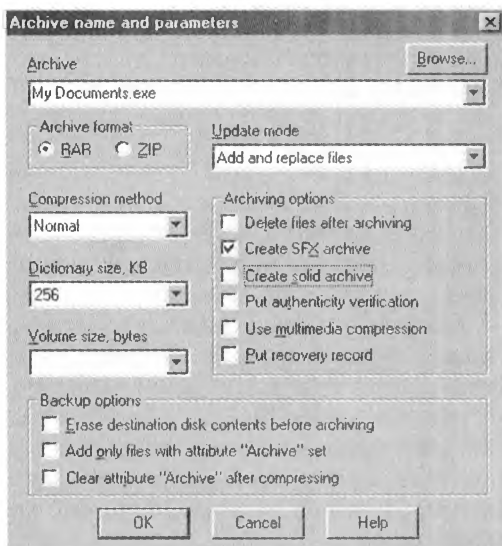 Archive name and parameters
Archive
Browse...
My Documents.exe
Archive format
RAR
ZIP
Update mode
Add and replace files
Compression method
Normal
Dictionary size, KB
256
Volume size, bytes
Archiving options
Delete files after archiving
Create SFX archive
Create solid archive
Put authenticity verification
Use multimedia compression
Put recovery record
Backup options
Erase destination disk contents before archiving
Add only files with attribute "Archive" set
Clear attribute "Archive" after compressing
OK
Cancel
Help